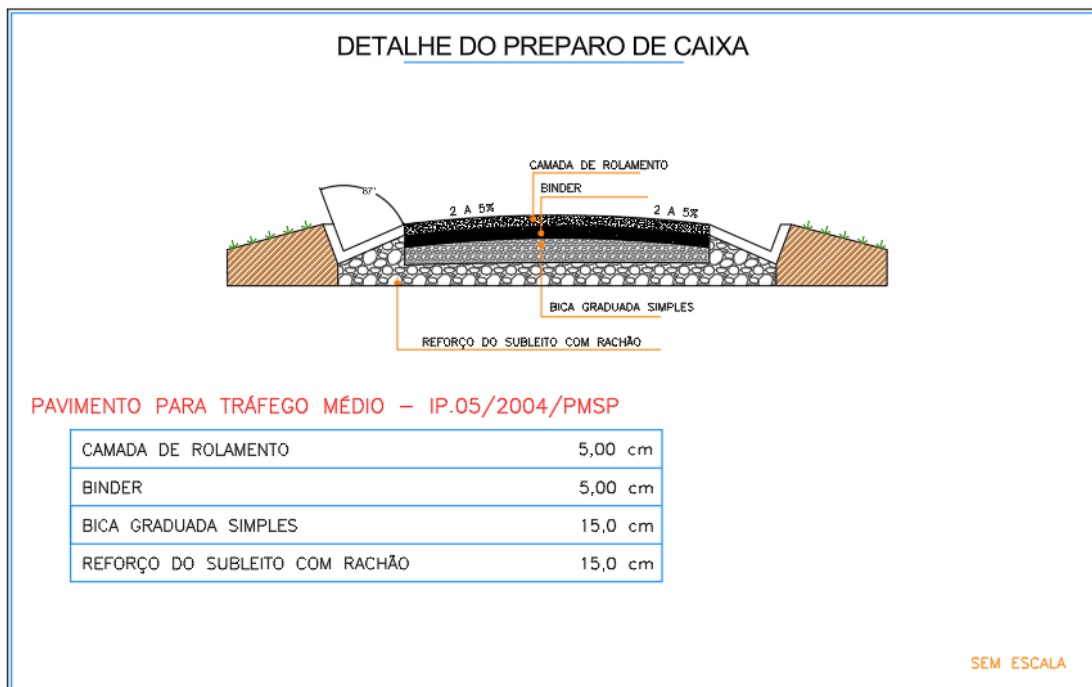 DETALHE DO PREPARO DE CAIXA
CAMADA DE ROLAMENTO
BINDER
87°
2 A 5% 2 A 5%
BICA GRADUADA SIMPLES
REFORÇO DO SUBLEITO COM RACHÃO
PAVIMENTO PARA TRÁFEGO MÉDIO – IP.05/2004/PMSP
CAMADA DE ROLAMENTO 5,00 cm
BINDER 5,00 cm
BICA GRADUADA SIMPLES 15,0 cm
REFORÇO DO SUBLEITO COM RACHÃO 15,0 cm
SEM ESCALA